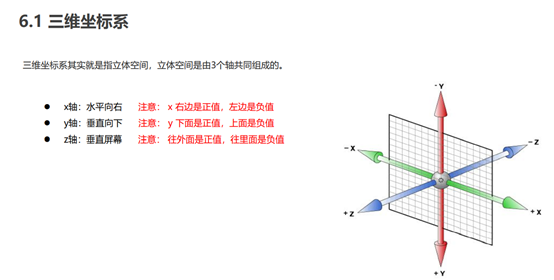 6.1 三维坐标系
三维坐标系其实就是指立体空间，立体空间是由3个轴共同组成的。
● x轴：水平向右 注意： x 右边是正值，左边是负值
● y轴：垂直向下 注意： y 下面是正值，上面是负值
● z轴：垂直屏幕 注意： 往外面是正值，往里面是负值
- Y
- X
- Z
+ Z
+ X
+ Y